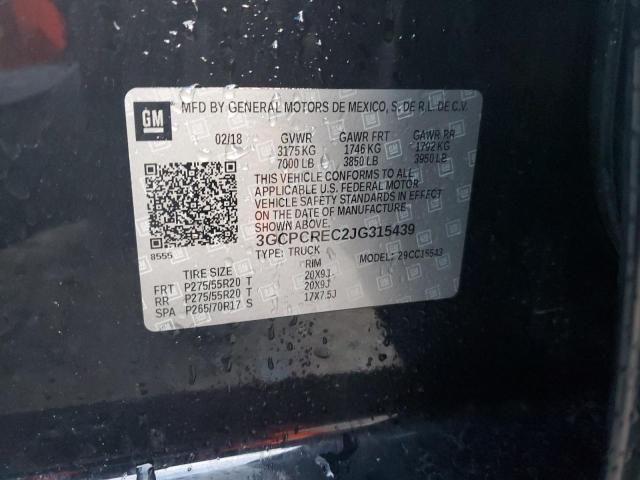 GM
MFD BY GENERAL MOTORS DE MEXICO, S. DE R.L. DE C.V.
02/18 GVWR GAWR FRT GAWR RR
3175 KG 1746 KG 1792 KG
7000 LB 3850 LB 3950 LB
THIS VEHICLE CONFORMS TO ALL
APPLICABLE U.S. FEDERAL MOTOR
VEHICLE SAFETY STANDARDS IN EFFECT
ON THE DATE OF MANUFACTURE
SHOWN ABOVE.
8555 3GCPCREC2JG315439
TYPE: TRUCK MODEL: 29CC15543
TIRE SIZE RIM
FRT P275/55R20 T 20X9J
RR P275/55R20 T 20X9J
SPA P265/70R17 S 17X7.5J